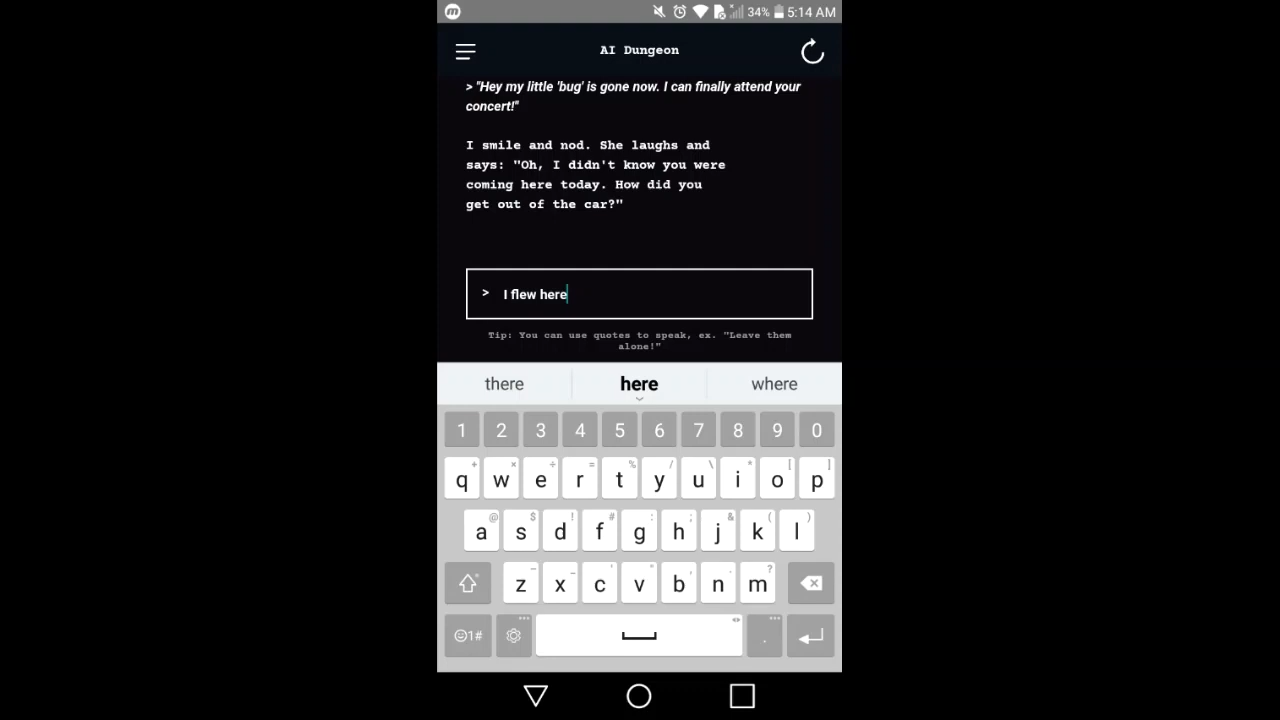 34% 5:14 AM
AI Dungeon
> "Hey my little 'bug' is gone now. I can finally attend your
concert!"
I smile and nod. She laughs and
says: "Oh, I didn't know you were
coming here today. How did you
get out of the car?"
> I flew here
Tip: You can use quotes to speak, ex. "Leave them
alone!"
there here where
1 2 3 4 5 6 7 8 9 0
q w e r t y u i o p
a s d f g h j k l
z x c v b n m
☺1# .